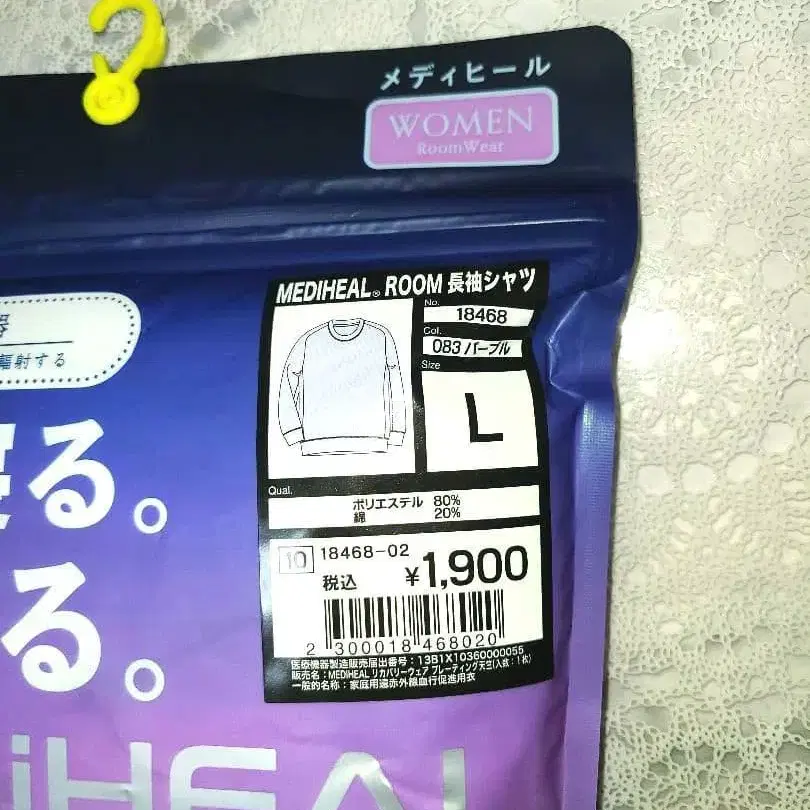 メディヒール
WOMEN
RoomWear
器
輻射する
る。
る。
MEDIHEAL® ROOM 長袖シャツ
No.
18468
Col.
083 パープル
Size
L
Qual.
ポリエステル 80%
綿 20%
10 18468-02
税込 ¥1,900
2 300018 468020
医療機器製造販売届出番号：13B1X10360000055
販売名：MEDIHEAL リカバリーウェア プレーティング天竺(入数：1枚)
一般的名称：家庭用遠赤外線血行促進用衣
iHEAL